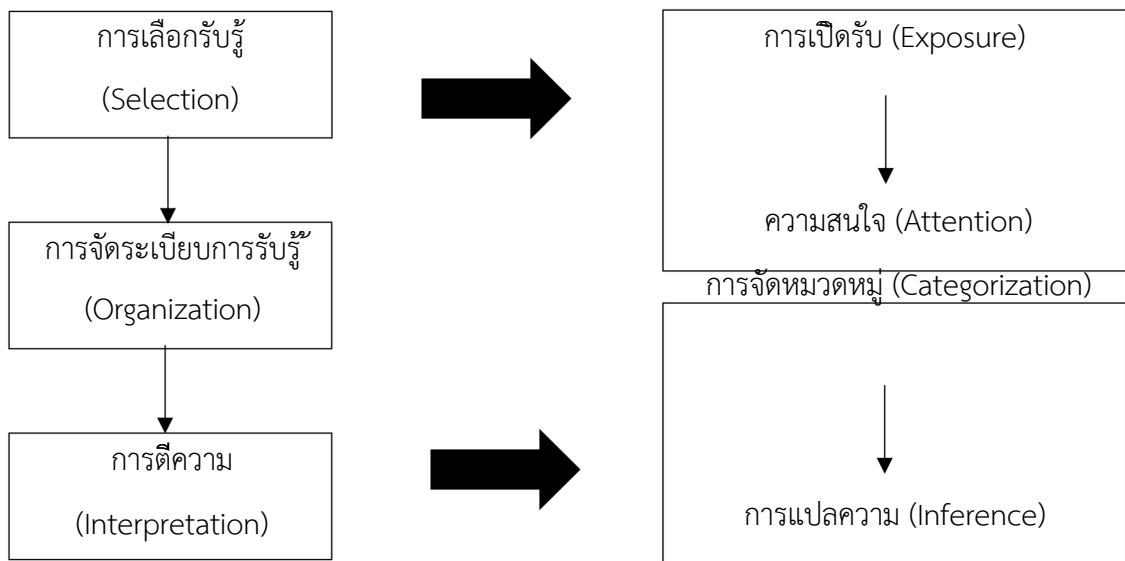 การเลือกรับรู้
(Selection)
การจัดระเบียบการรับรู้้
(Organization)
การตีความ
(Interpretation)
การเปิดรับ (Exposure)
ความสนใจ (Attention)
การจัดหมวดหมู่ (Categorization)
การแปลความ (Inference)